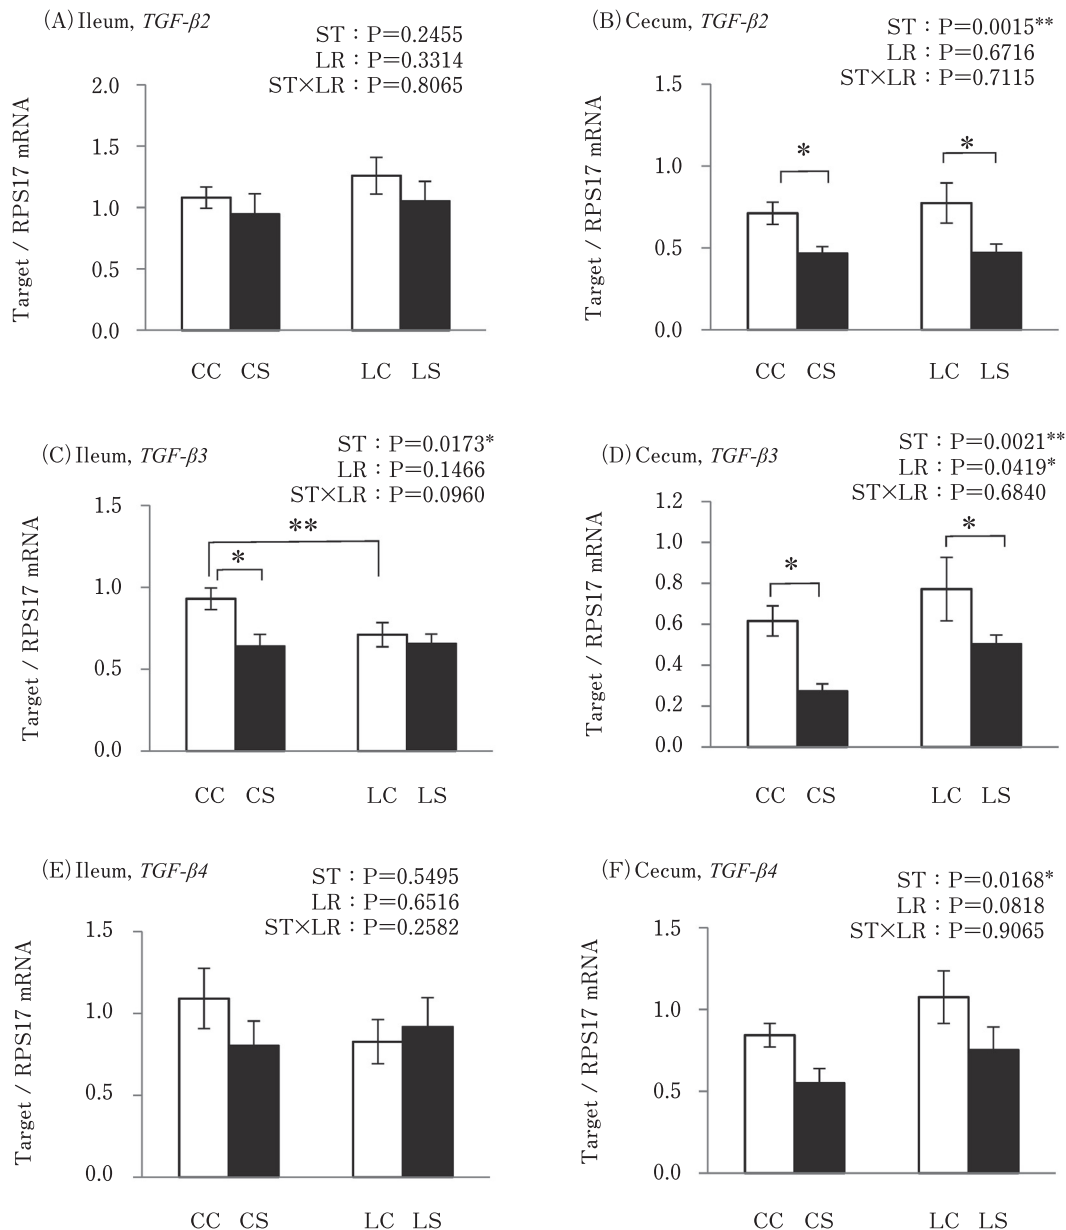 (A) Ileum, TGF-β2
ST：P=0.2455
LR：P=0.3314
ST×LR：P=0.8065
Target / RPS17 mRNA
2.0
1.5
1.0
0.5
0.0
CC CS LC LS
(B) Cecum, TGF-β2
ST：P=0.0015**
LR：P=0.6716
ST×LR：P=0.7115
Target / RPS17 mRNA
1.5
1.0
0.5
0.0
* *
CC CS LC LS
(C) Ileum, TGF-β3
ST：P=0.0173*
LR：P=0.1466
ST×LR：P=0.0960
Target / RPS17 mRNA
1.5
1.0
0.5
0.0
**
*
CC CS LC LS
(D) Cecum, TGF-β3
ST：P=0.0021**
LR：P=0.0419*
ST×LR：P=0.6840
Target / RPS17 mRNA
1.2
1.0
0.8
0.6
0.4
0.2
0.0
*
*
CC CS LC LS
(E) Ileum, TGF-β4
ST：P=0.5495
LR：P=0.6516
ST×LR：P=0.2582
Target / RPS17 mRNA
1.5
1.0
0.5
0.0
CC CS LC LS
(F) Cecum, TGF-β4
ST：P=0.0168*
LR：P=0.0818
ST×LR：P=0.9065
Target / RPS17 mRNA
1.5
1.0
0.5
0.0
CC CS LC LS